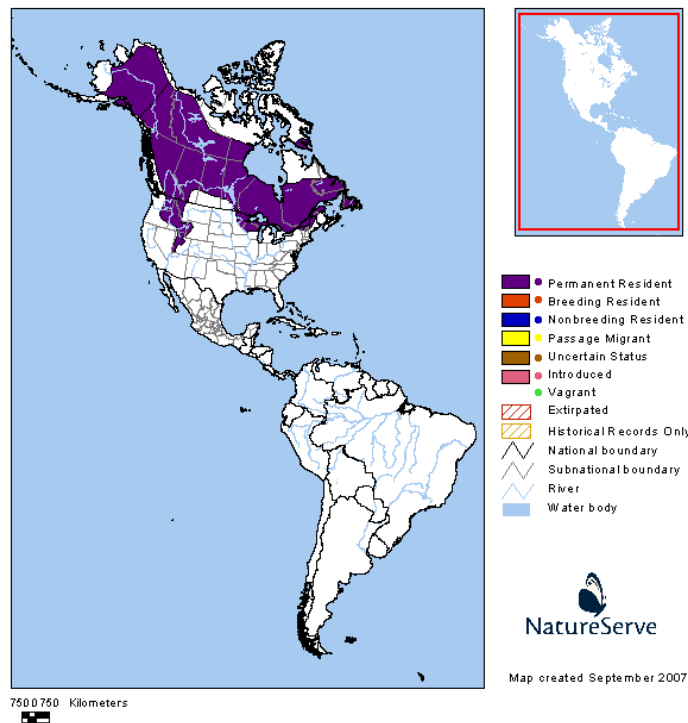 Permanent Resident
Breeding Resident
Nonbreeding Resident
Passage Migrant
Uncertain Status
Introduced
Vagrant
Extirpated
Historical Records Only
National boundary
Subnational boundary
River
Water body
NatureServe
Map created September 2007
750 0 750 Kilometers